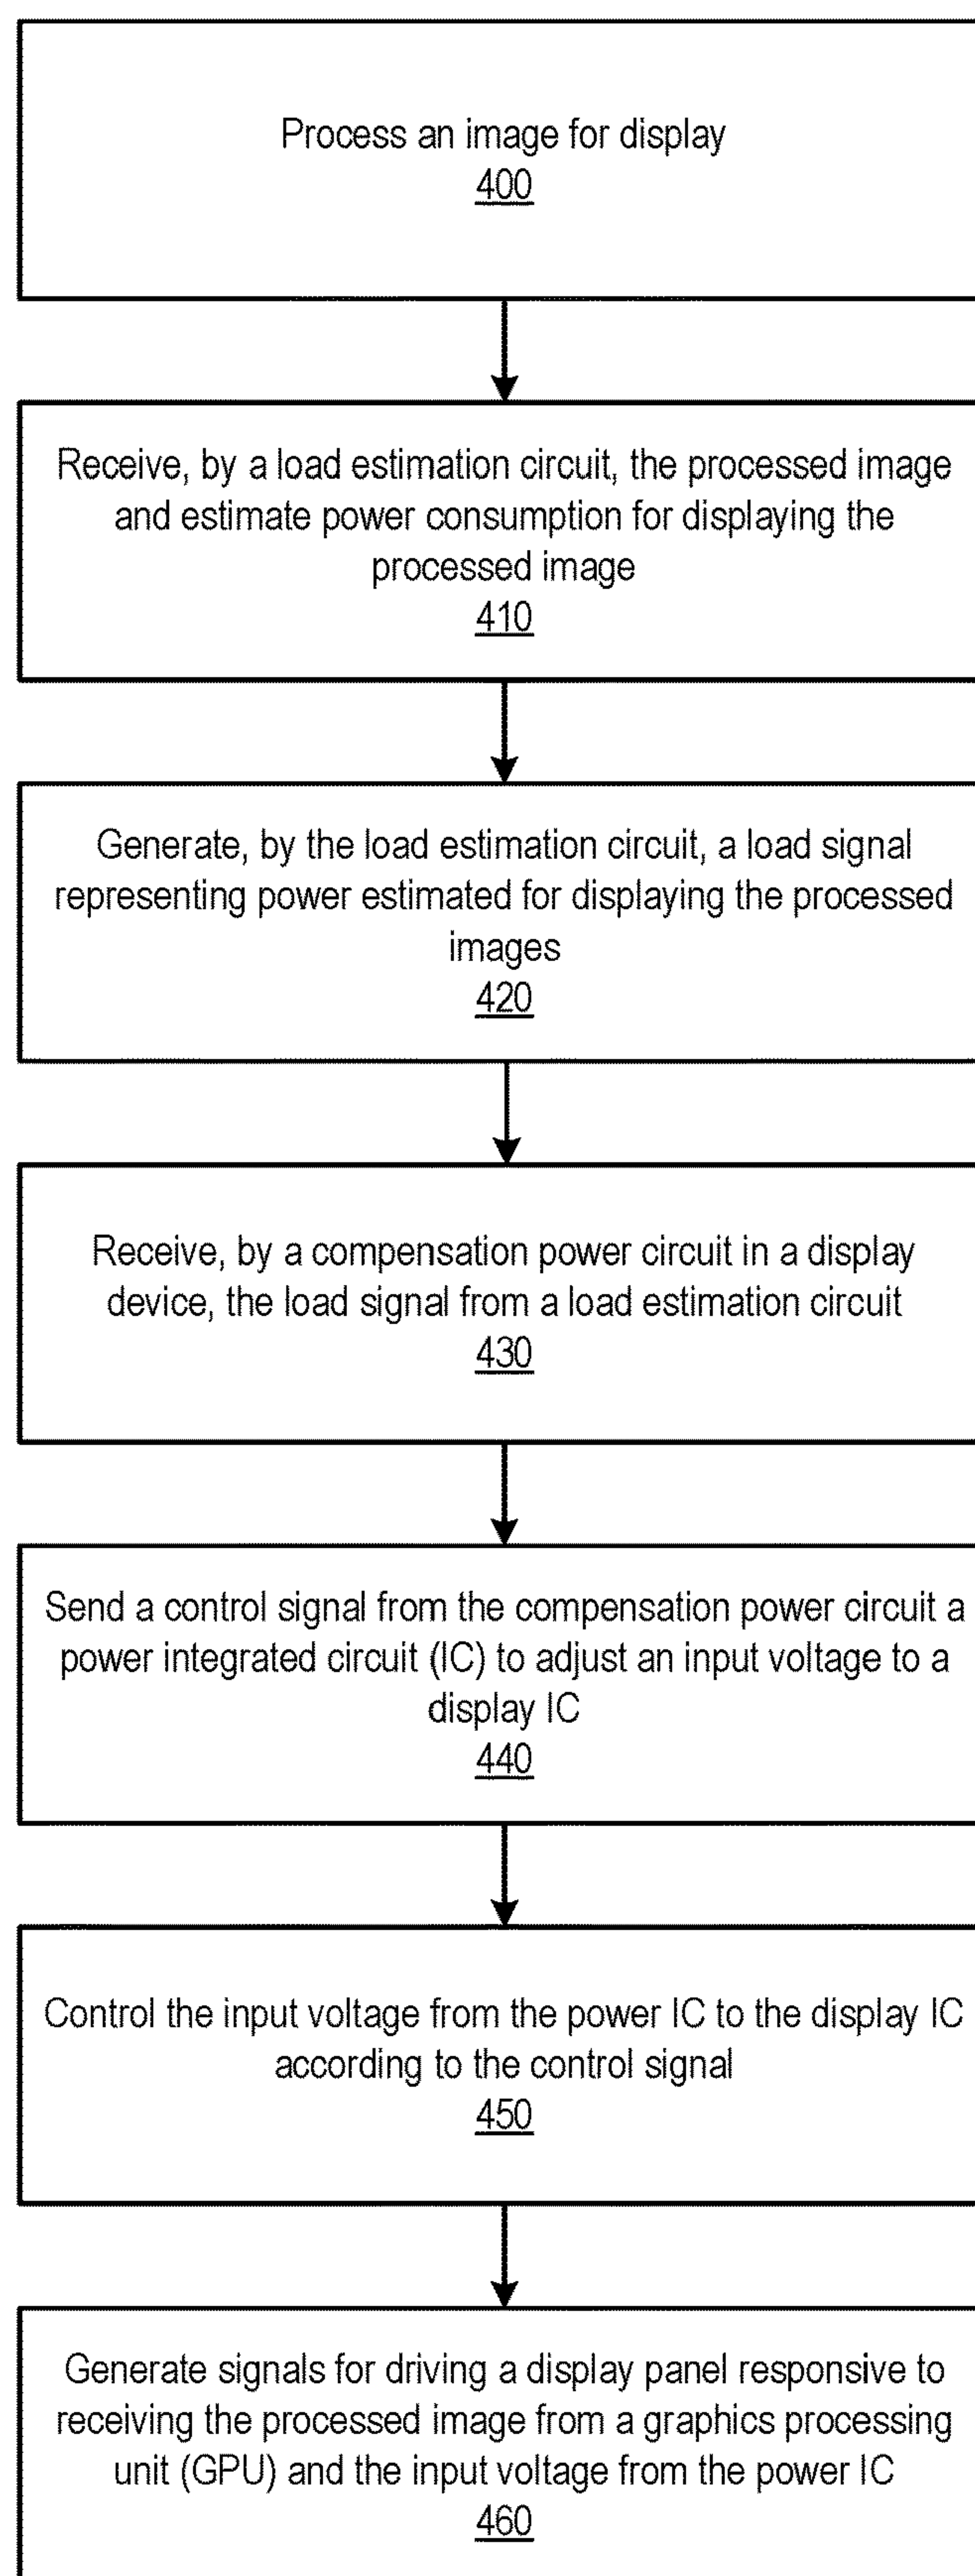 Process an image for display
400
Receive, by a load estimation circuit, the processed image
and estimate power consumption for displaying the
processed image
410
Generate, by the load estimation circuit, a load signal
representing power estimated for displaying the processed
images
420
Receive, by a compensation power circuit in a display
device, the load signal from a load estimation circuit
430
Send a control signal from the compensation power circuit a
power integrated circuit (IC) to adjust an input voltage to a
display IC
440
Control the input voltage from the power IC to the display IC
according to the control signal
450
Generate signals for driving a display panel responsive to
receiving the processed image from a graphics processing
unit (GPU) and the input voltage from the power IC
460